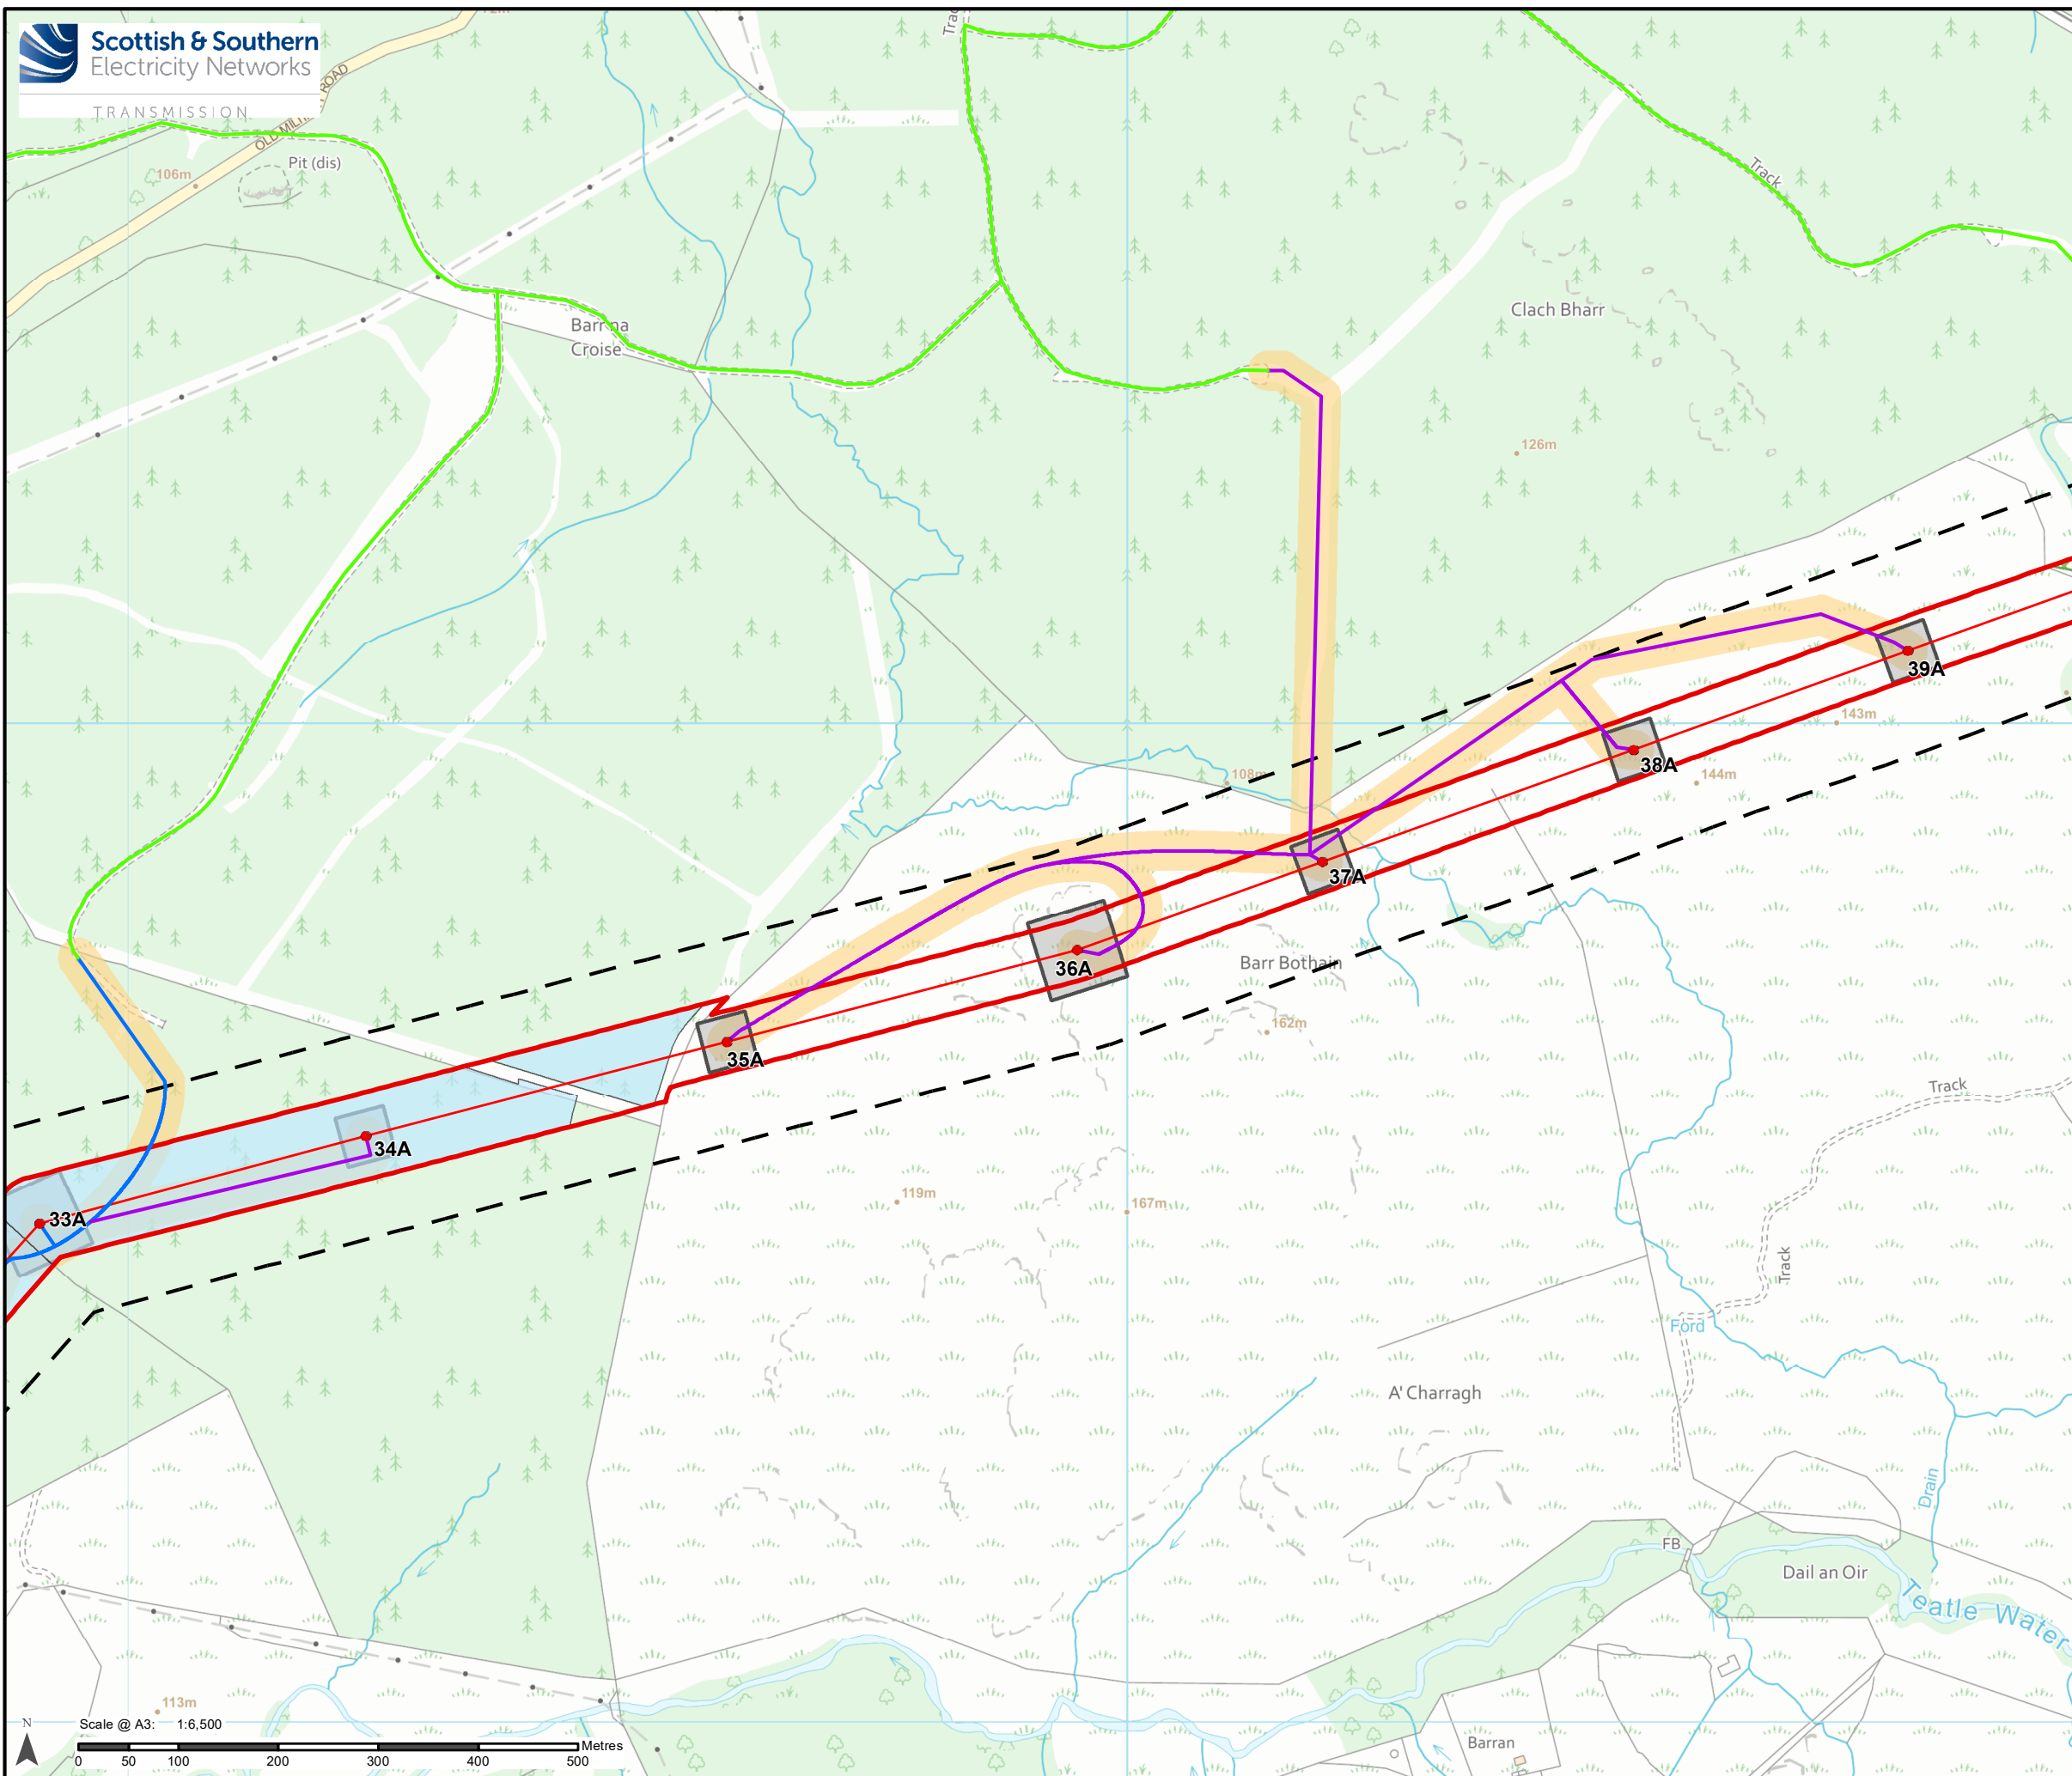 Scottish & Southern
Electricity Networks
TRANSMISSION
Track
Pit (dis)
106m
Track
Clach Bharr
Barr na
Croise
126m
39A
143m
38A
144m
108m
37A
36A
Barr Bothain
162m
35A
34A
33A
119m
167m
Track
Track
Ford
A' Charragh
Drain
FB
Dail an Oir
Teatle Water
113m
N
Scale @ A3: 1:6,500
Metres
0 50 100 200 300 400 500
Barran